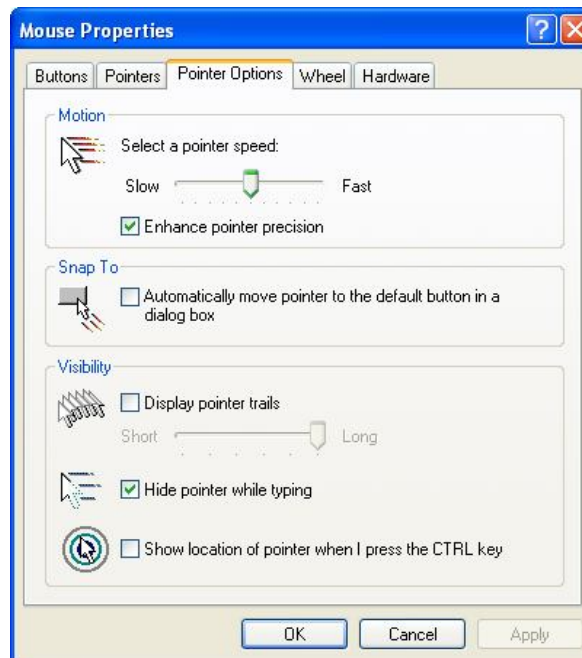 Mouse Properties
Buttons Pointers Pointer Options Wheel Hardware
Motion
Select a pointer speed:
Slow Fast
Enhance pointer precision
Snap To
Automatically move pointer to the default button in a
dialog box
Visibility
Display pointer trails
Short Long
Hide pointer while typing
Show location of pointer when I press the CTRL key
OK Cancel Apply